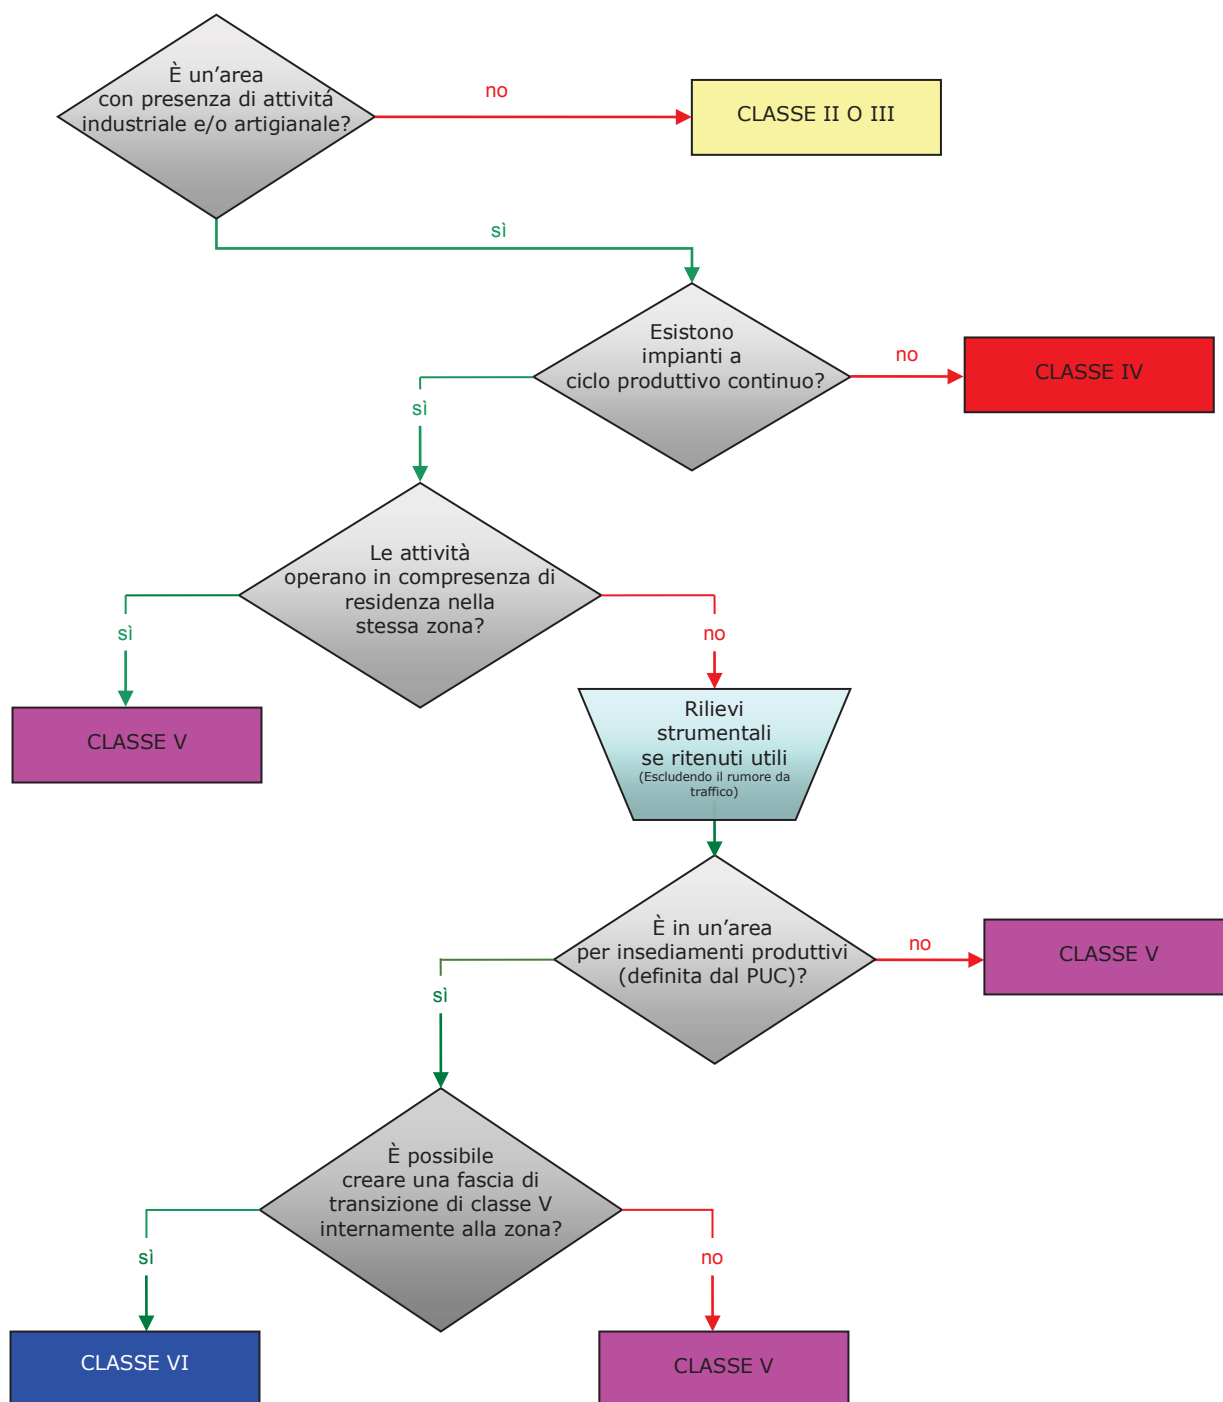 È un’area
con presenza di attivitá
industriale e/o artigianale?
no
CLASSE II O III
sì
Esistono
impianti a
ciclo produttivo continuo?
no
CLASSE IV
sì
Le attività
operano in compresenza di
residenza nella
stessa zona?
sì
no
CLASSE V
Rilievi
strumentali
se ritenuti utili
(Escludendo il rumore da
traffico)
È in un’area
per insediamenti produttivi
(definita dal PUC)?
no
CLASSE V
sì
È possibile
creare una fascia di
transizione di classe V
internamente alla zona?
sì
no
CLASSE VI
CLASSE V